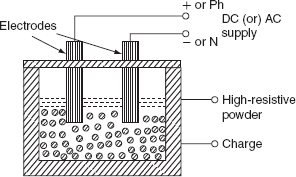 + or Ph
Electrodes
DC (or) AC
supply
– or N
High-resistive
powder
Charge